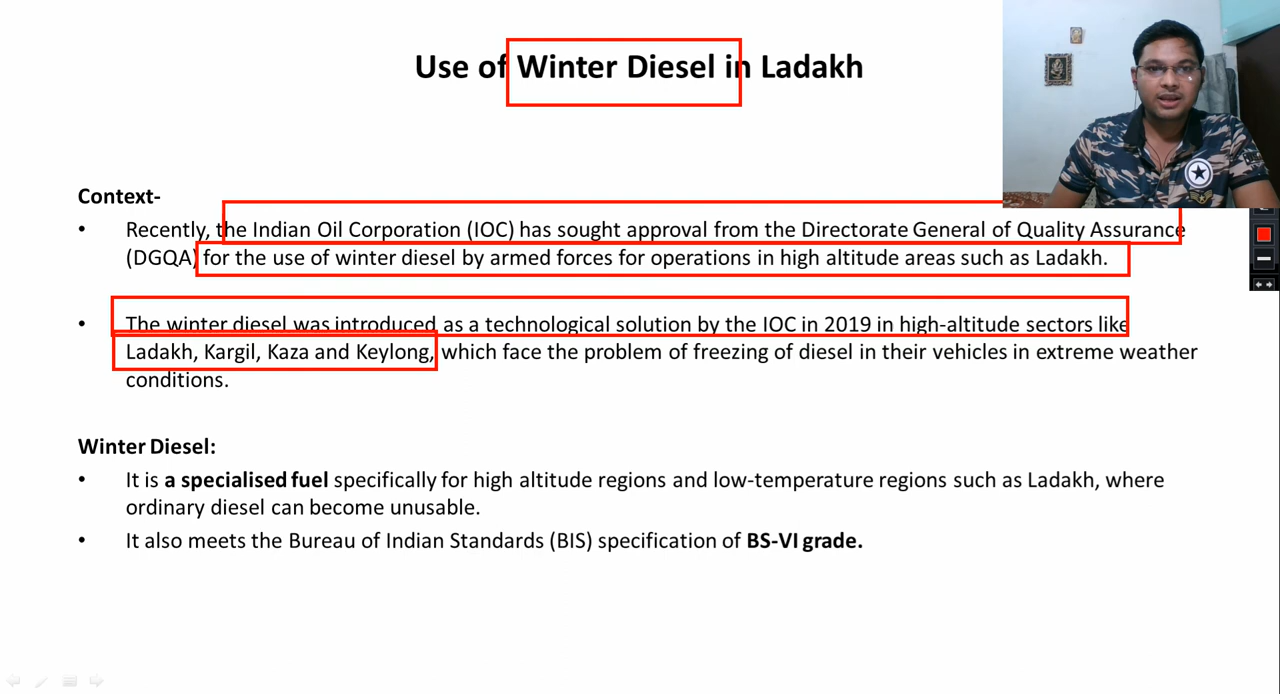 Use of Winter Diesel in Ladakh
Context-
• Recently, the Indian Oil Corporation (IOC) has sought approval from the Directorate General of Quality Assurance
(DGQA) for the use of winter diesel by armed forces for operations in high altitude areas such as Ladakh.
• The winter diesel was introduced as a technological solution by the IOC in 2019 in high-altitude sectors like
Ladakh, Kargil, Kaza and Keylong, which face the problem of freezing of diesel in their vehicles in extreme weather
conditions.
Winter Diesel:
• It is a specialised fuel specifically for high altitude regions and low-temperature regions such as Ladakh, where
ordinary diesel can become unusable.
• It also meets the Bureau of Indian Standards (BIS) specification of BS-VI grade.